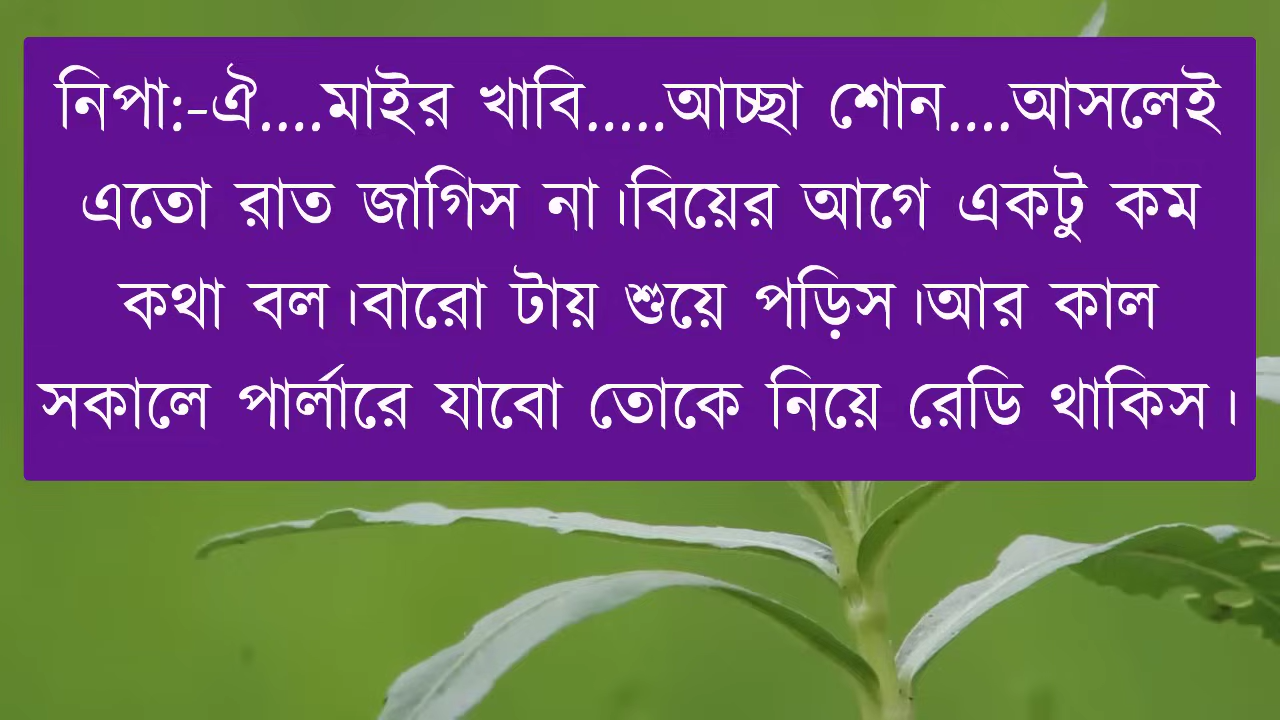 নিপা:-ঐ....মাইর খাবি.....আচ্ছা শোন....আসলেই
এতো রাত জাগিস না।বিয়ের আগে একটু কম
কথা বল।বারো টায় শুয়ে পড়িস।আর কাল
সকালে পার্লারে যাবো তোকে নিয়ে রেডি থাকিস।